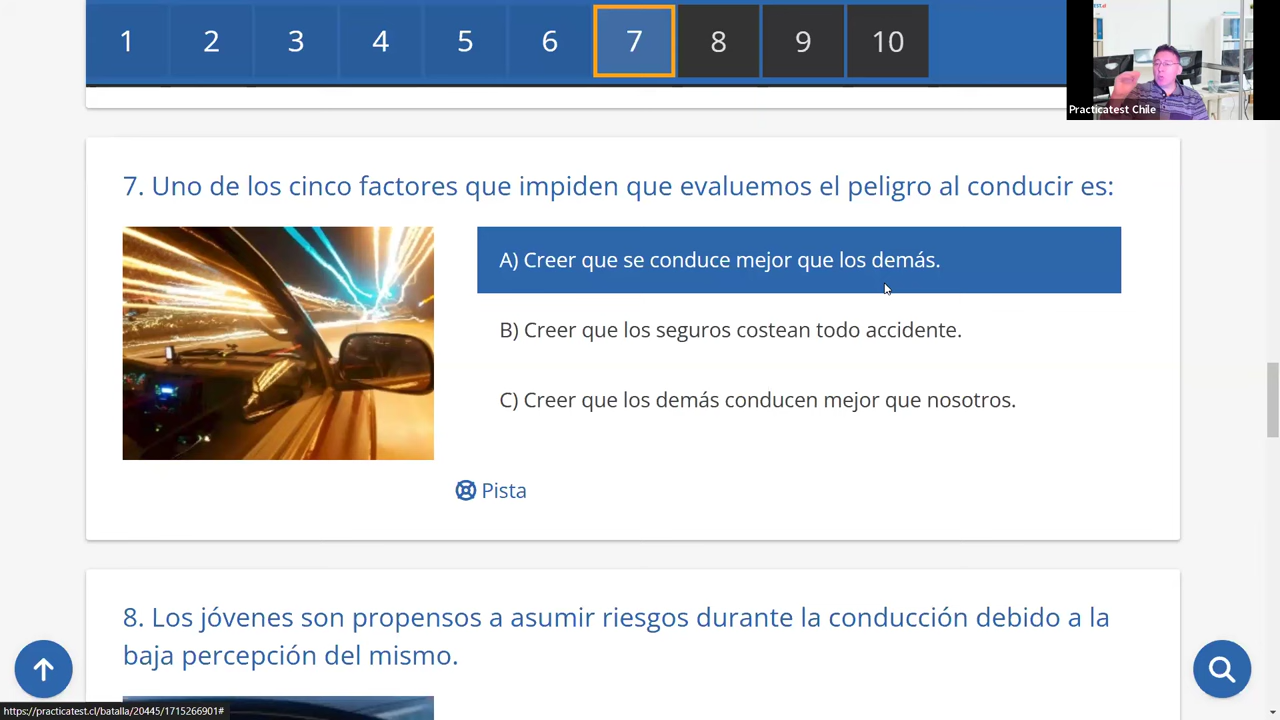 1 2 3 4 5 6 7 8 9 10
Practicatest Chile
7. Uno de los cinco factores que impiden que evaluemos el peligro al conducir es:
A) Creer que se conduce mejor que los demás.
B) Creer que los seguros costean todo accidente.
C) Creer que los demás conducen mejor que nosotros.
Pista
8. Los jóvenes son propensos a asumir riesgos durante la conducción debido a la
baja percepción del mismo.
https://practicatest.cl/batalla/20445/1715266901#